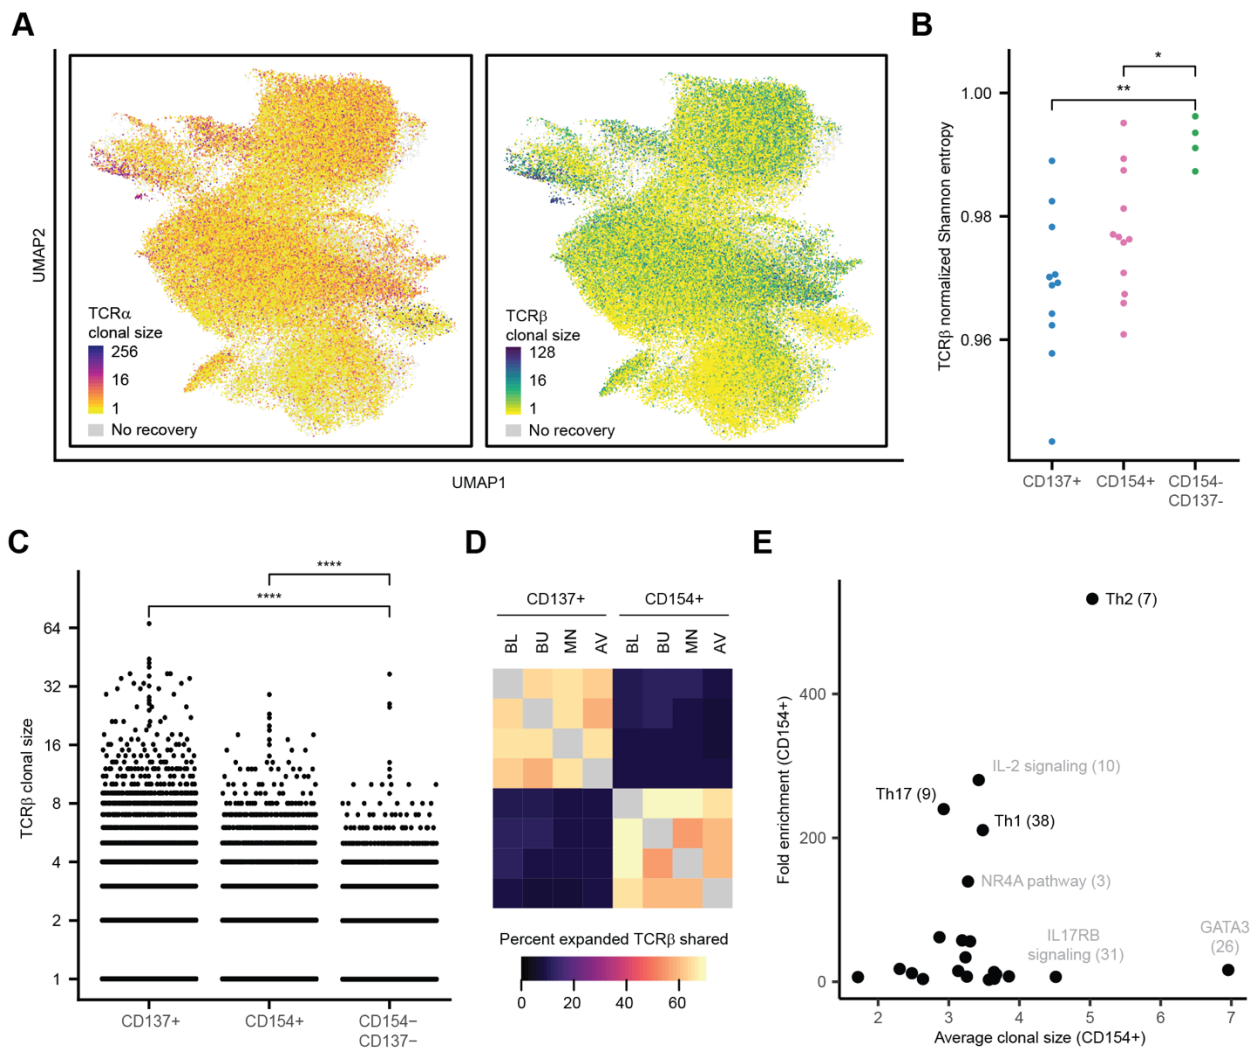 A
UMAP2
TCRα
clonal size
256
16
1
No recovery
TCRβ
clonal size
128
16
1
No recovery
UMAP1
B
TCRβ normalized Shannon entropy
1.00
0.98
0.96
*
**
CD137+
CD154+
CD154-
CD137-
C
TCRβ clonal size
64
32
16
8
4
2
1
****
****
CD137+
CD154+
CD154−
CD137−
D
CD137+
CD154+
BL
BU
MN
AV
BL
BU
MN
AV
Percent expanded TCRβ shared
0
20
40
60
E
Fold enrichment (CD154+)
400
200
0
Th2 (7)
IL-2 signaling (10)
Th17 (9)
Th1 (38)
NR4A pathway (3)
IL17RB
signaling (31)
GATA3
(26)
2
3
4
5
6
7
Average clonal size (CD154+)